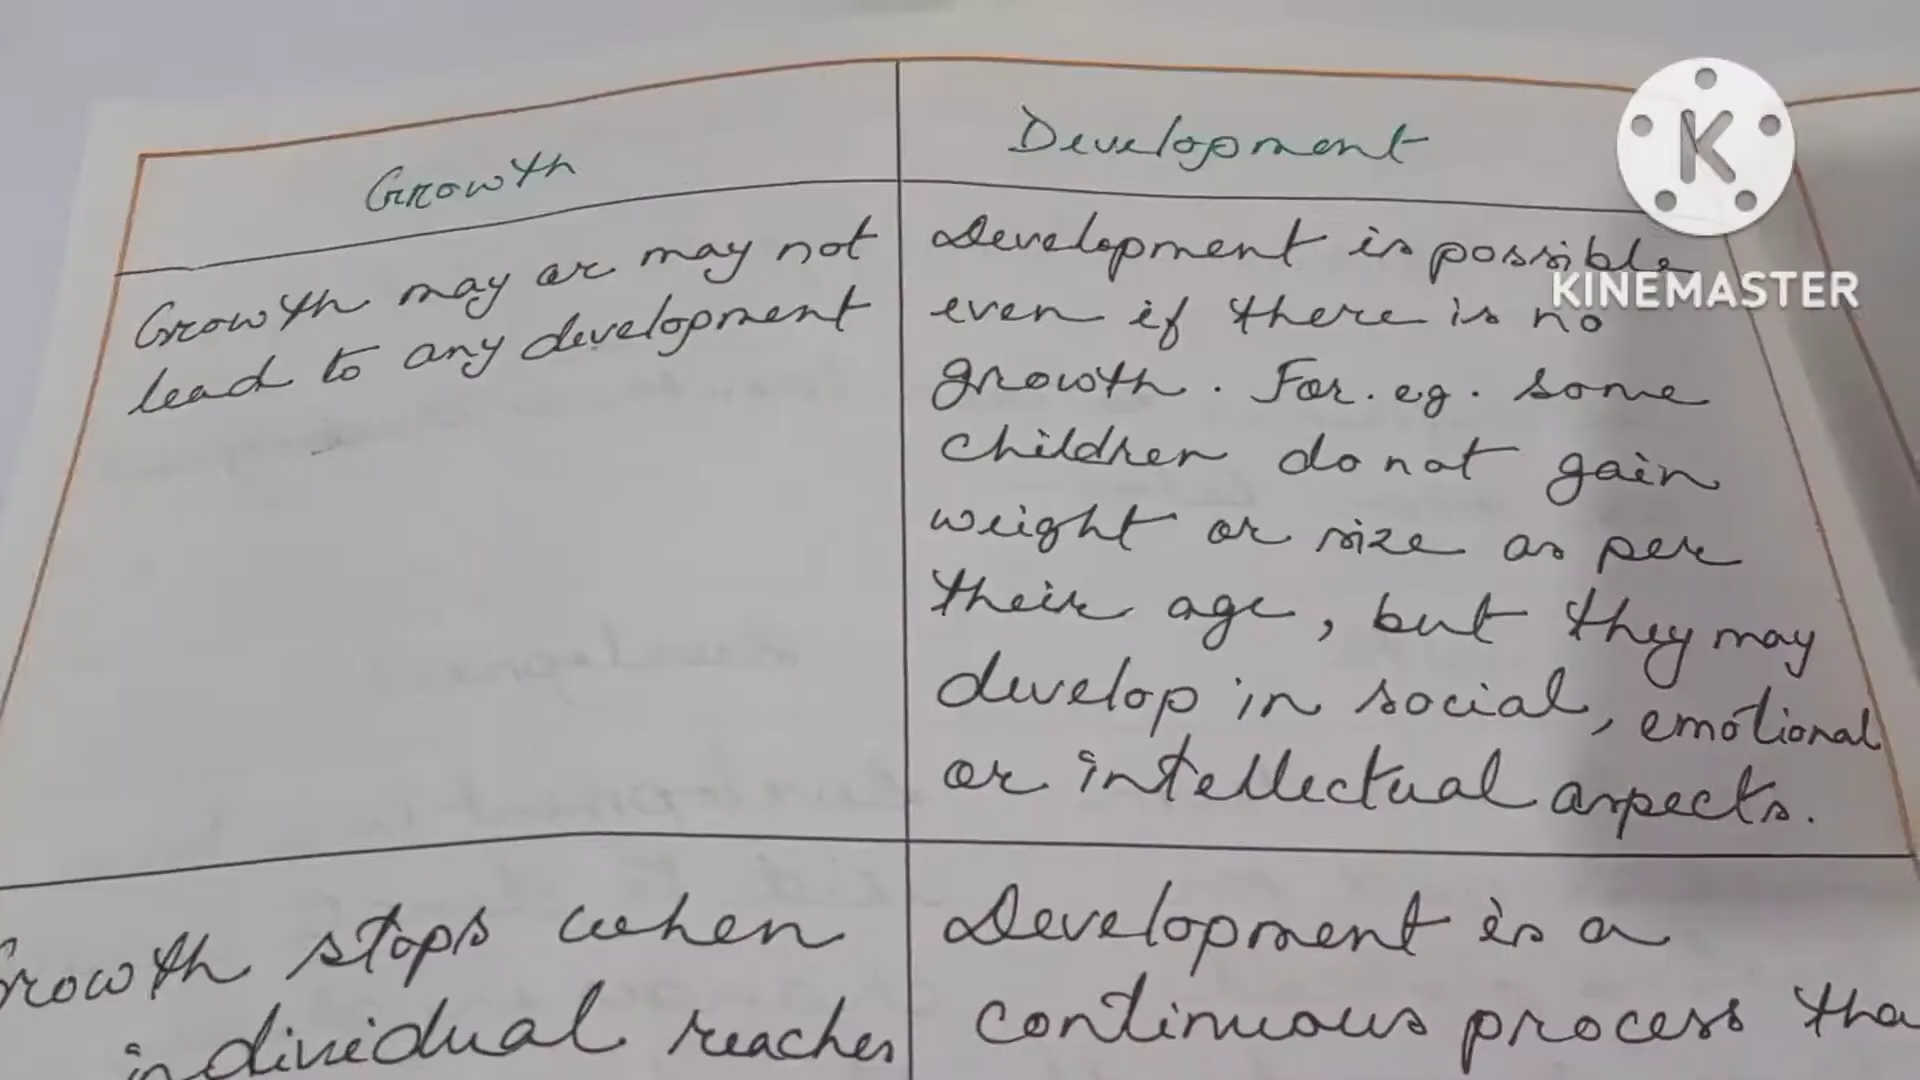 Growth
Growth may or may not
lead to any development
Development
Development is possible
even if there is no
growth. For. eg. some
children do not gain
weight or size as per
their age, but they may
develop in social, emotional
or intellectual aspects.
Growth stops when
individual reaches
Development is a
continuous process tha
K
KINEMASTER